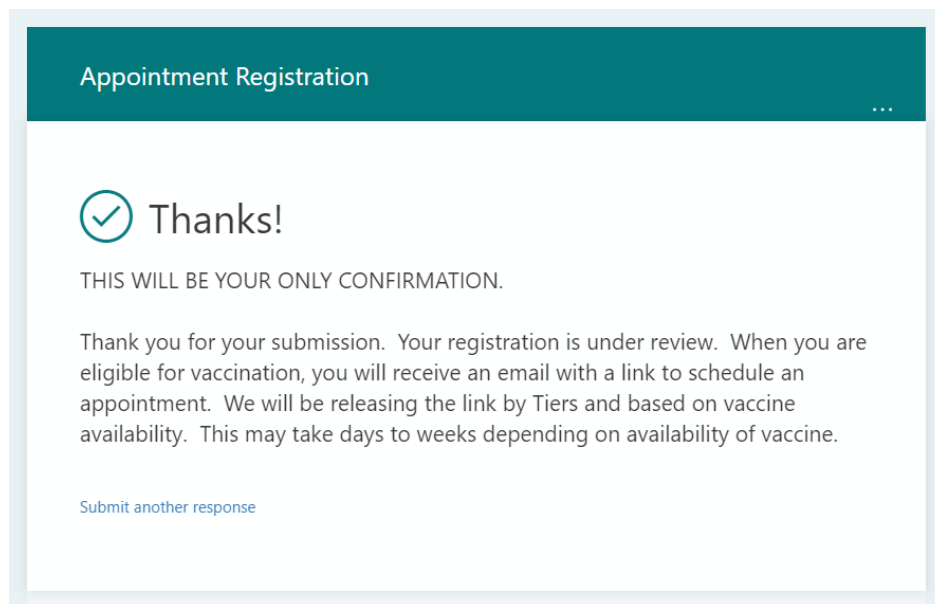 Appointment Registration
...
Thanks!
THIS WILL BE YOUR ONLY CONFIRMATION.
Thank you for your submission.  Your registration is under review.  When you are
eligible for vaccination, you will receive an email with a link to schedule an
appointment.  We will be releasing the link by Tiers and based on vaccine
availability.  This may take days to weeks depending on availability of vaccine.
Submit another response